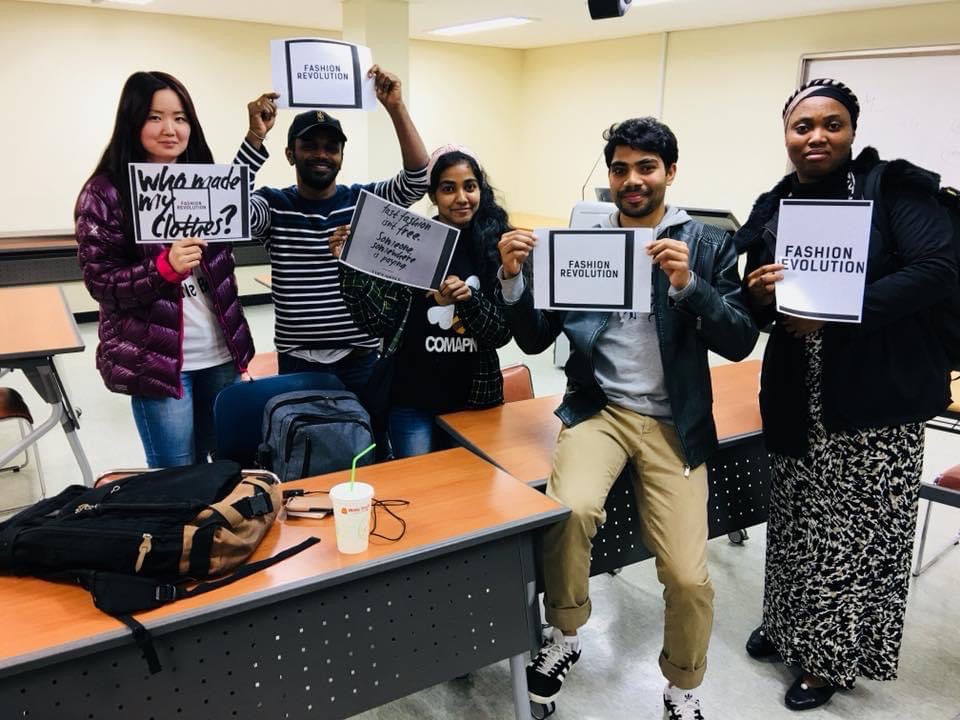 FASHION
REVOLUTION
who made
my
FASHION
REVOLUTION
clothes?
fast fashion
isn't free.
Someone
somewhere
is paying.
COMAPN
FASHION
REVOLUTION
FASHION
EVOLUTION